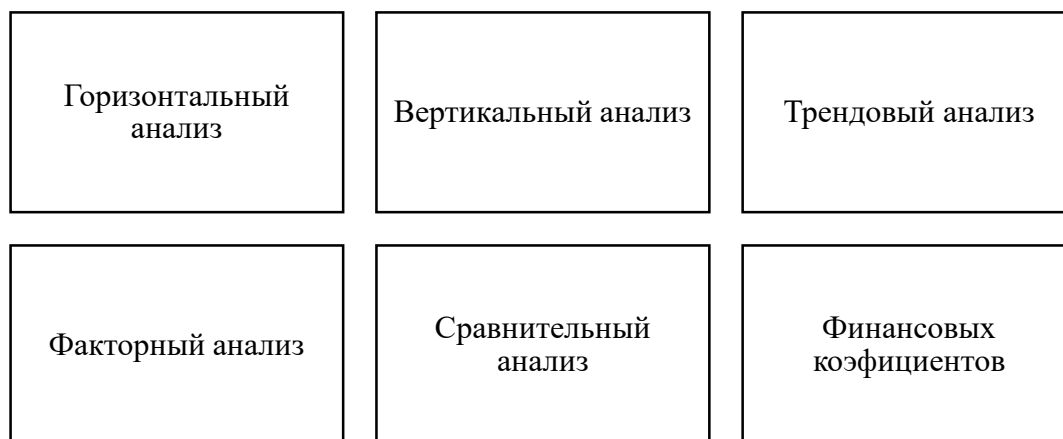 Горизонтальный
анализ
Вертикальный анализ
Трендовый анализ
Факторный анализ
Сравнительный
анализ
Финансовых
коэфициентов